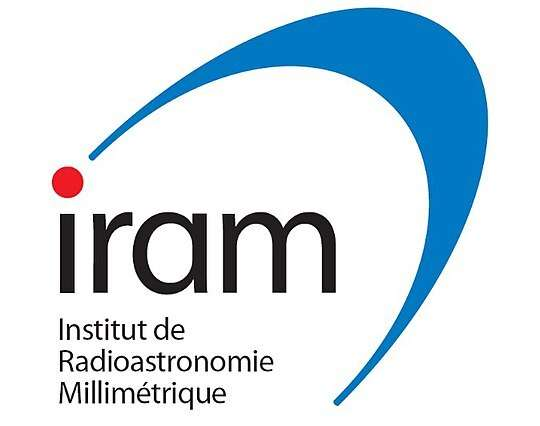 iram
Institut de
Radioastronomie
Millimétrique